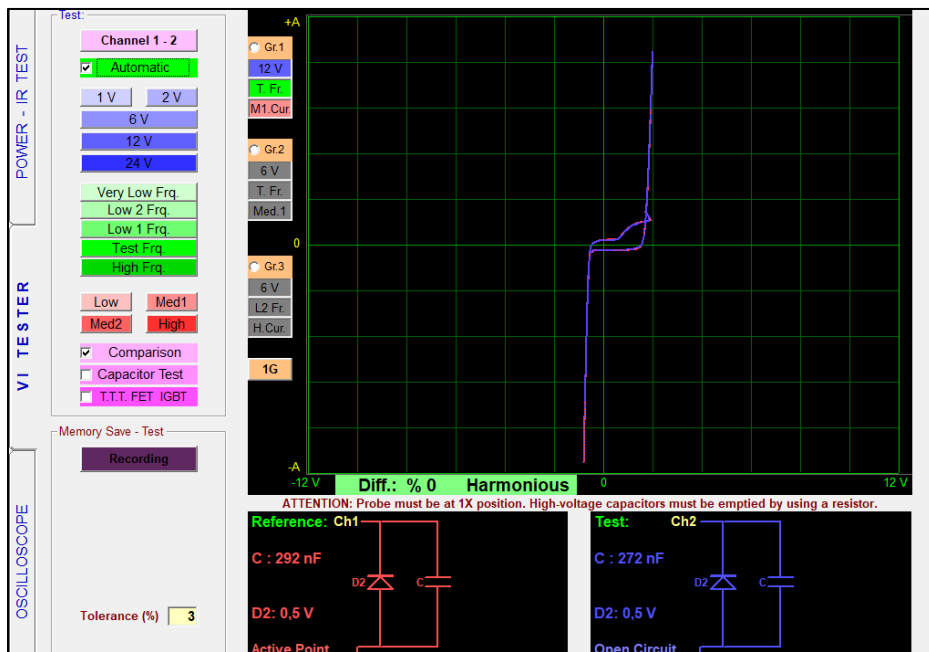 POWER - IR TEST
VI TESTER
OSCILLOSCOPE
Test:
Channel 1 - 2
Automatic
1 V 2 V
6 V
12 V
24 V
Very Low Frq.
Low 2 Frq.
Low 1 Frq.
Test Frq.
High Frq.
Low Med1
Med2 High
Comparison
Capacitor Test
T.T.T. FET IGBT
Memory Save - Test
Recording
Tolerance (%) 3
Gr.1
12 V
T. Fr.
M1.Cur.
Gr.2
6 V
T. Fr.
Med.1
Gr.3
6 V
L2 Fr.
H.Cur.
1G
+A
0
-A
-12 V 0 12 V
Diff.: % 0 Harmonious
ATTENTION: Probe must be at 1X position. High-voltage capacitors must be emptied by using a resistor.
Reference: Ch1
C : 292 nF
D2 C
D2: 0,5 V
Active Point
Test: Ch2
C : 272 nF
D2 C
D2: 0,5 V
Open Circuit